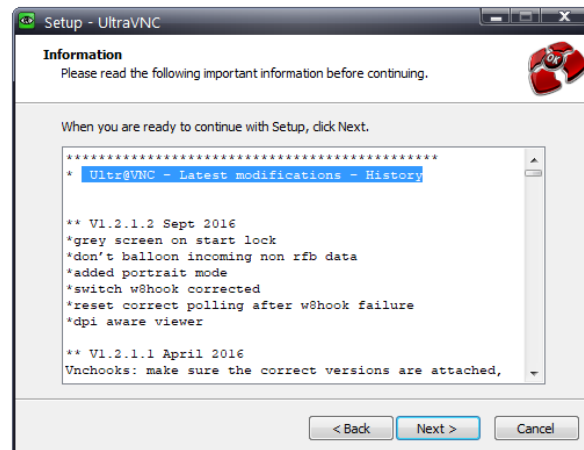 Setup - UltraVNC
Information
Please read the following important information before continuing.
OK
When you are ready to continue with Setup, click Next.
**********************************************
* Ultr@VNC - Latest modifications - History
** V1.2.1.2 Sept 2016
*grey screen on start lock
*don't balloon incoming non rfb data
*added portrait mode
*switch w8hook corrected
*reset correct polling after w8hook failure
*dpi aware viewer
** V1.2.1.1 April 2016
Vnchooks: make sure the correct versions are attached,
< Back Next > Cancel